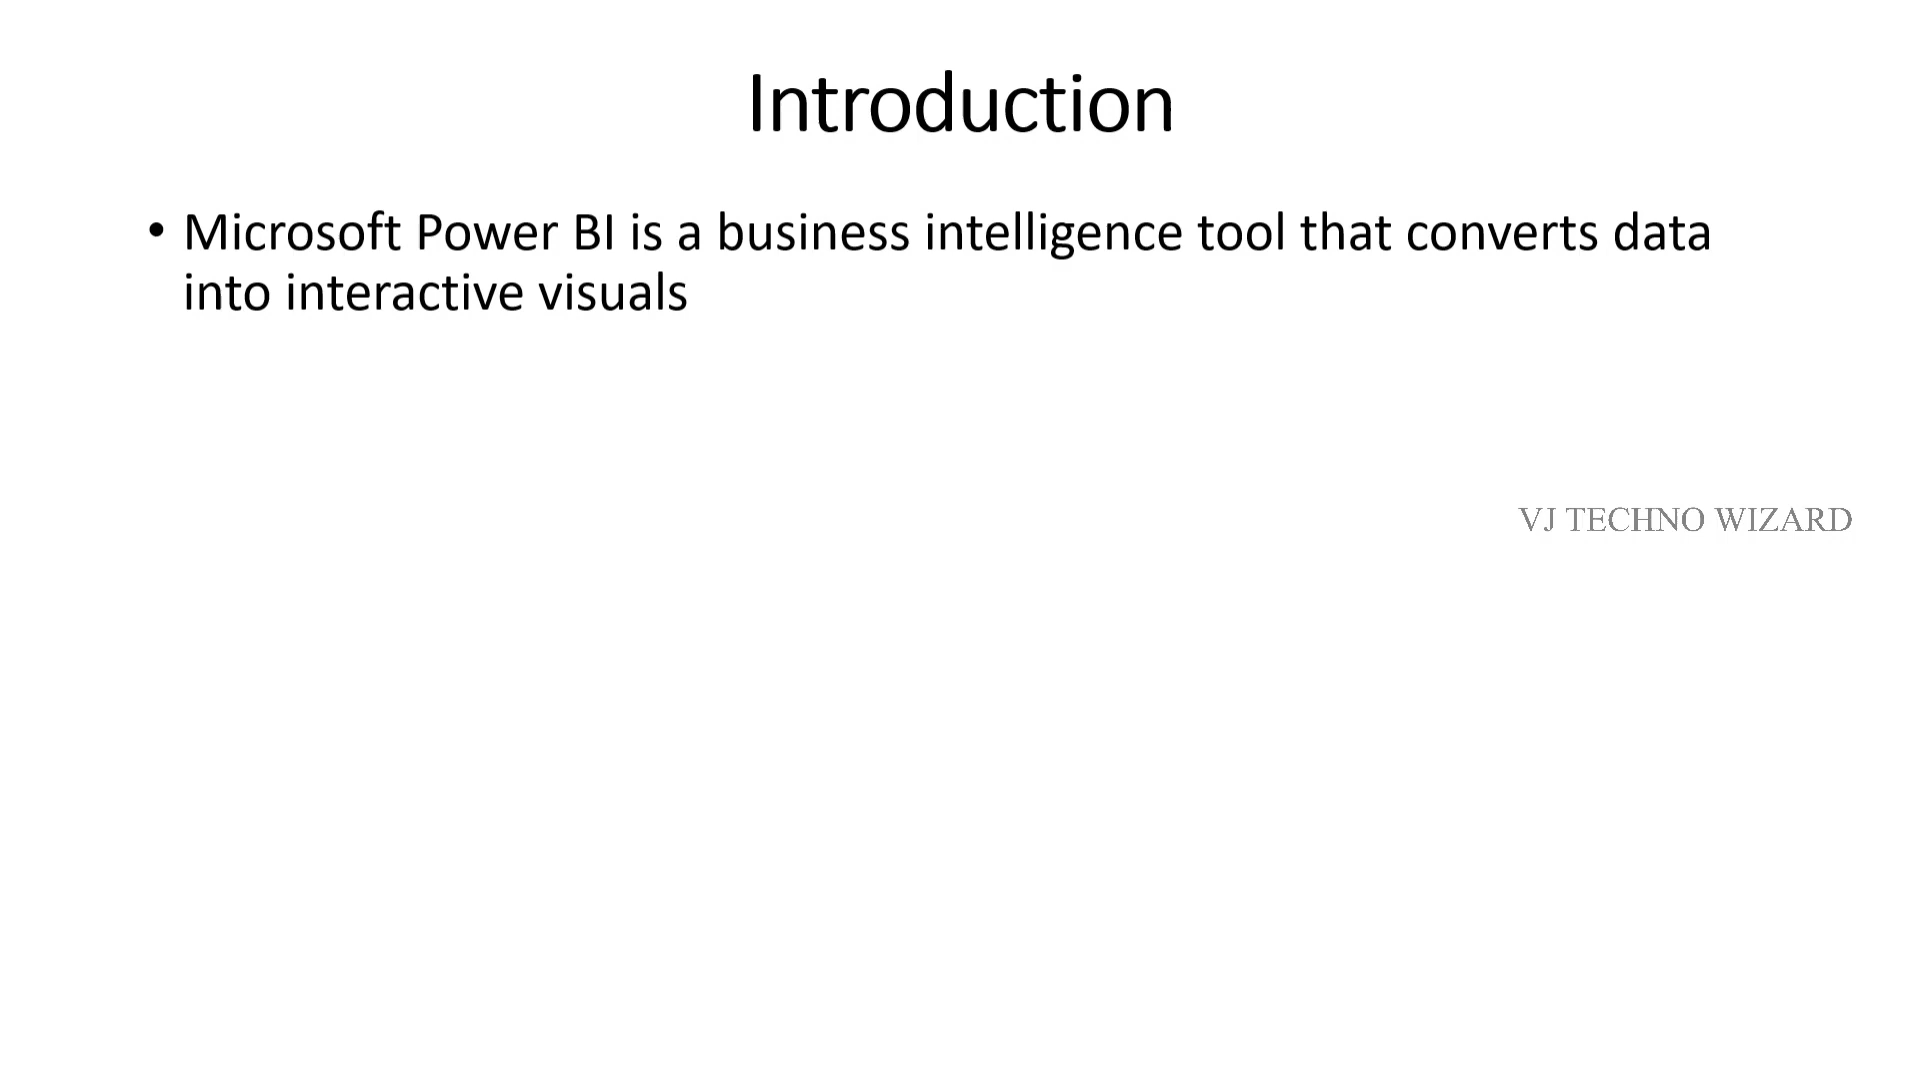 Introduction
• Microsoft Power BI is a business intelligence tool that converts data
into interactive visuals
VJ TECHNO WIZARD